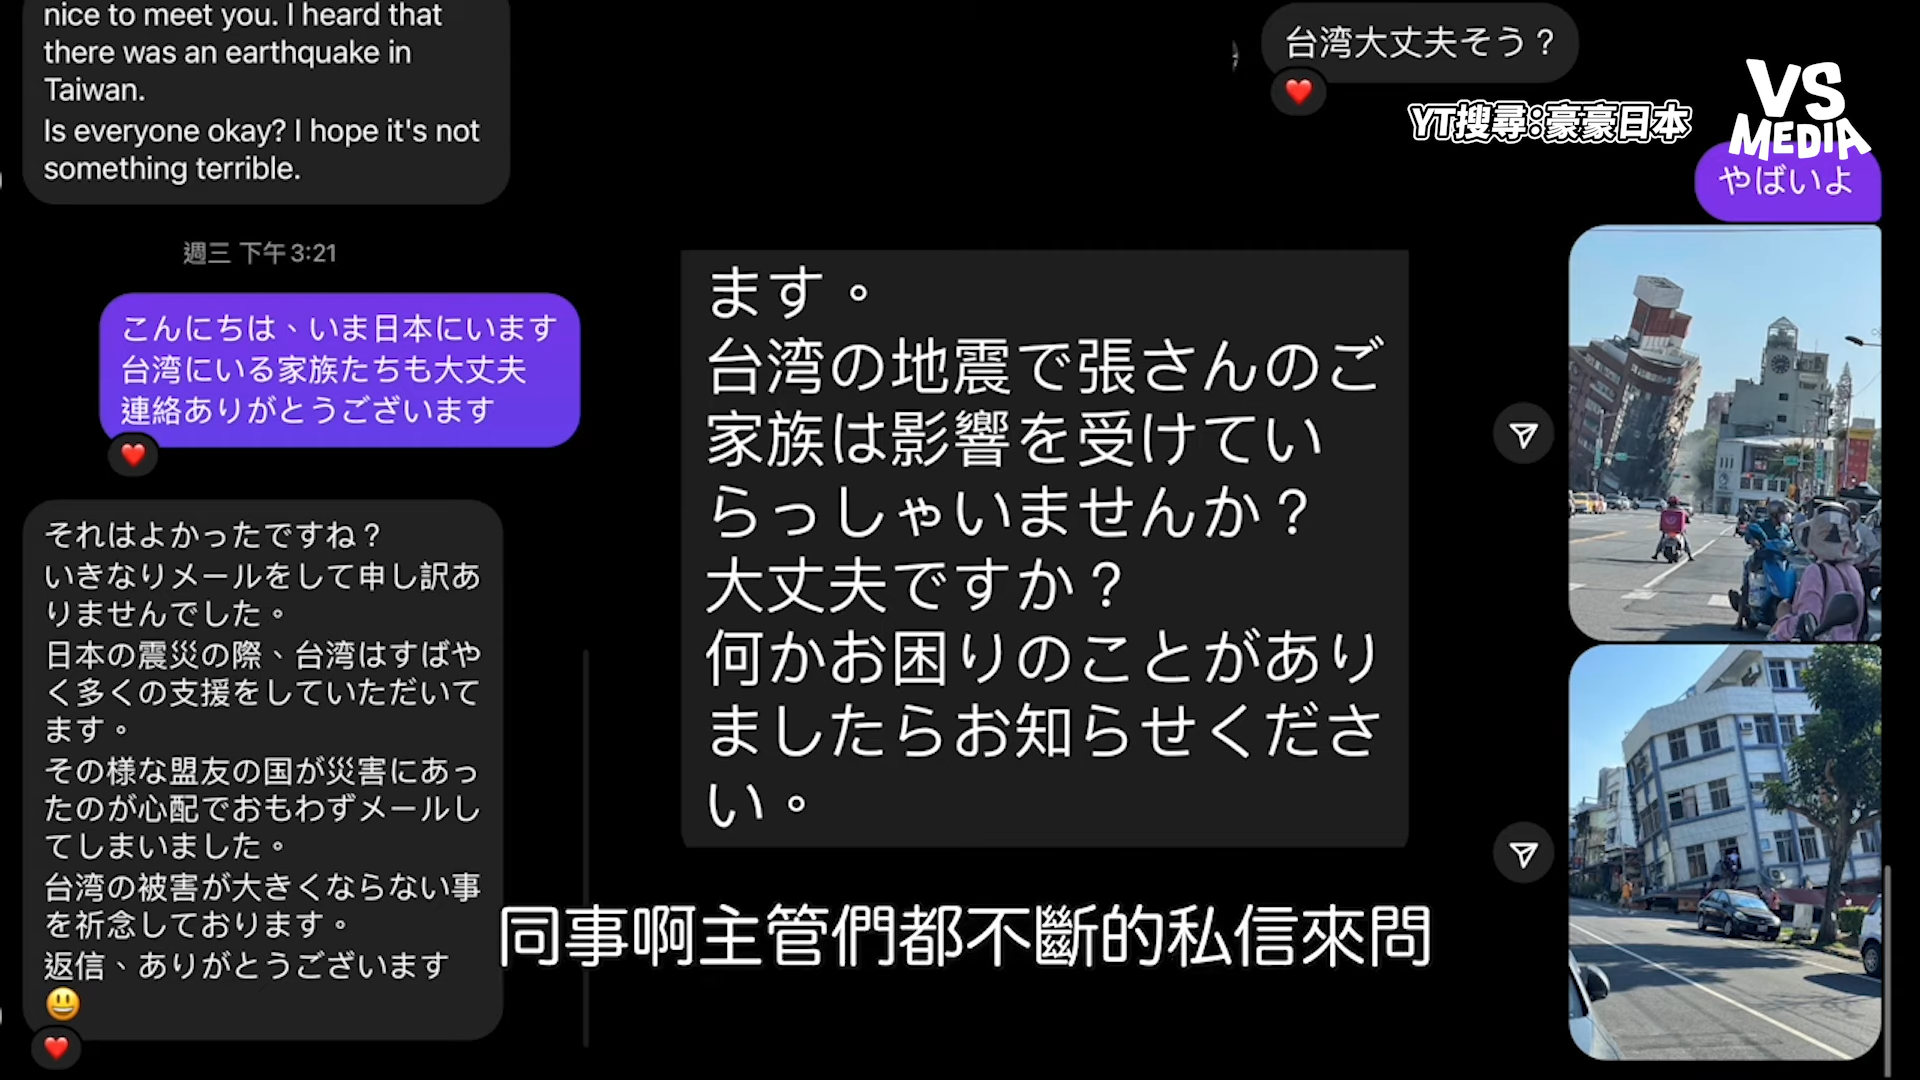 nice to meet you. I heard that
there was an earthquake in
Taiwan.
Is everyone okay? I hope it's not
something terrible.
週三 下午3:21
こんにちは、いま日本にいます
台湾にいる家族たちも大丈夫
連絡ありがとうございます
それはよかったですね？
いきなりメールをして申し訳あ
りませんでした。
日本の震災の際、台湾はすばや
く多くの支援をしていただいて
ます。
その様な盟友の国が災害にあっ
たのが心配でおもわずメールし
てしまいました。
台湾の被害が大きくならない事
を祈念しております。
返信、ありがとうございます
ます。
台湾の地震で張さんのご
家族は影響を受けてい
らっしゃいませんか？
大丈夫ですか？
何かお困りのことがあり
ましたらお知らせくださ
い。
台湾大丈夫そう？
YT搜尋:豪豪日本
VS
MEDIA
やばいよ
同事啊主管們都不斷的私信來問